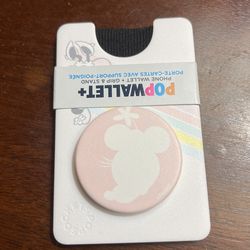 POPWALLET+
PHONE WALLET + GRIP & STAND
PORTE-CARTES AVEC SUPPORT-POIGNÉE